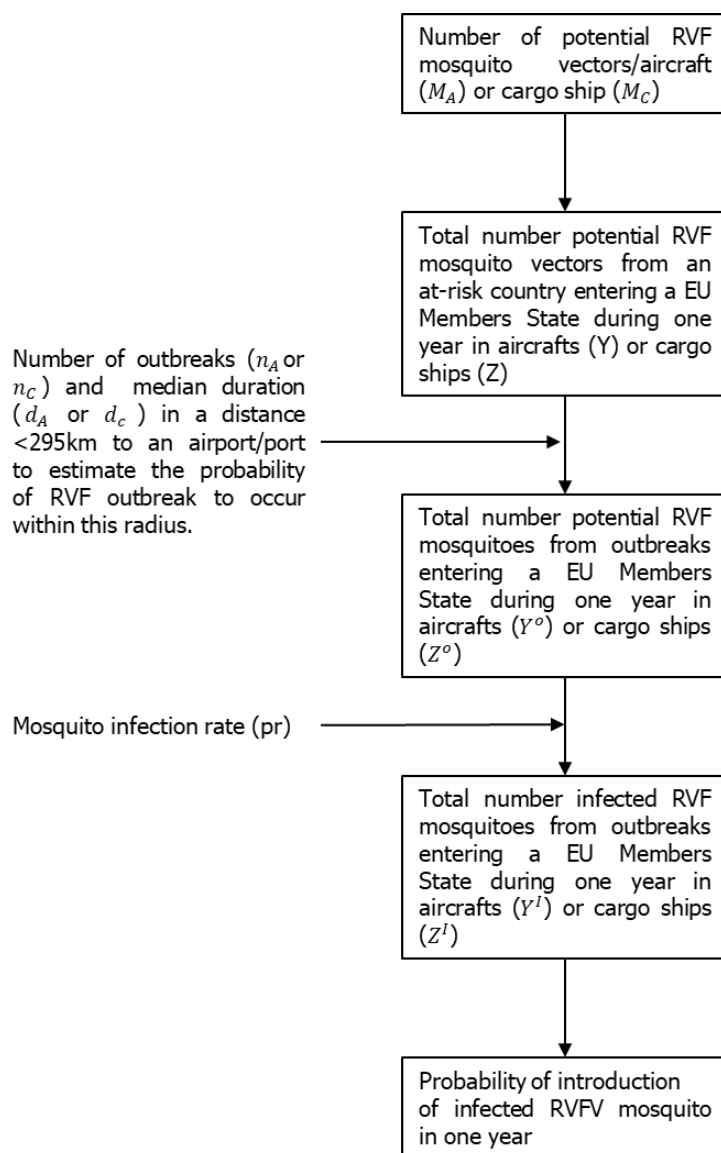 Number of potential RVF
mosquito vectors/aircraft
(M_A) or cargo ship (M_C)
Total number potential RVF
mosquito vectors from an
at-risk country entering a EU
Members State during one
year in aircrafts (Y) or cargo
ships (Z)
Number of outbreaks (n_A or
n_C) and median duration
(d_A or d_c ) in a distance
<295km to an airport/port
to estimate the probability
of RVF outbreak to occur
within this radius.
Total number potential RVF
mosquitoes from outbreaks
entering a EU Members
State during one year in
aircrafts (Y^o) or cargo ships
(Z^o)
Mosquito infection rate (pr)
Total number infected RVF
mosquitoes from outbreaks
entering a EU Members
State during one year in
aircrafts (Y^I) or cargo ships
(Z^I)
Probability of introduction
of infected RVFV mosquito
in one year